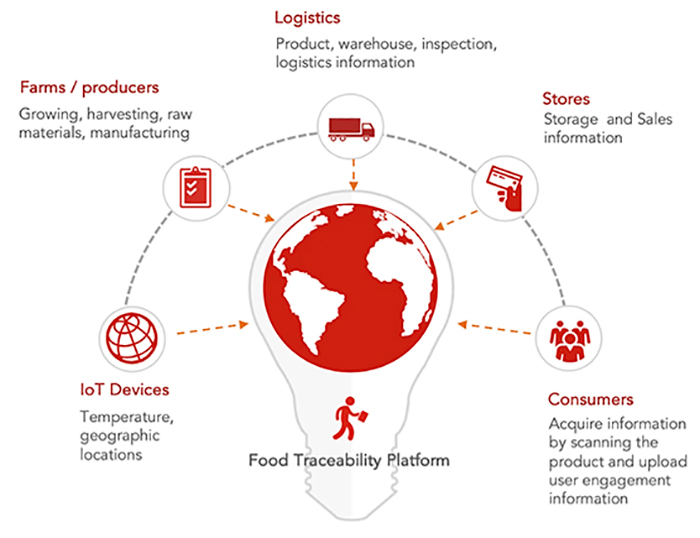 Logistics
Product, warehouse, inspection,
logistics information
Farms / producers
Growing, harvesting, raw
materials, manufacturing
Stores
Storage and Sales
information
IoT Devices
Temperature,
geographic
locations
Consumers
Acquire information
by scanning the
product and upload
user engagement
information
Food Traceability Platform